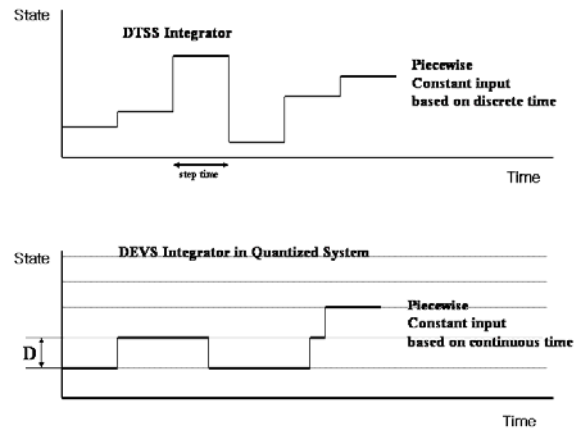 State
DTSS Integrator
Piecewise
Constant input
based on discrete time
step time
Time
State
DEVS Integrator in Quantized System
Piecewise
Constant input
based on continuous time
D
Time